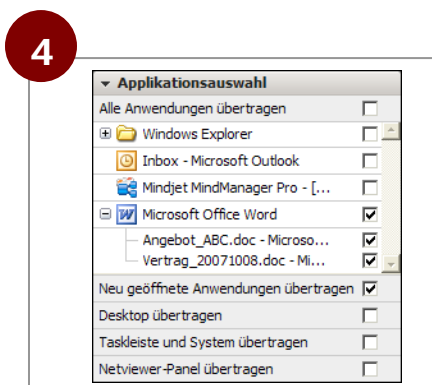 4
Applikationsauswahl
Alle Anwendungen übertragen
Windows Explorer
Inbox - Microsoft Outlook
Mindjet MindManager Pro - [...
Microsoft Office Word
Angebot_ABC.doc - Microso...
Vertrag_20071008.doc - Mi...
Neu geöffnete Anwendungen übertragen
Desktop übertragen
Taskleiste und System übertragen
Netviewer-Panel übertragen